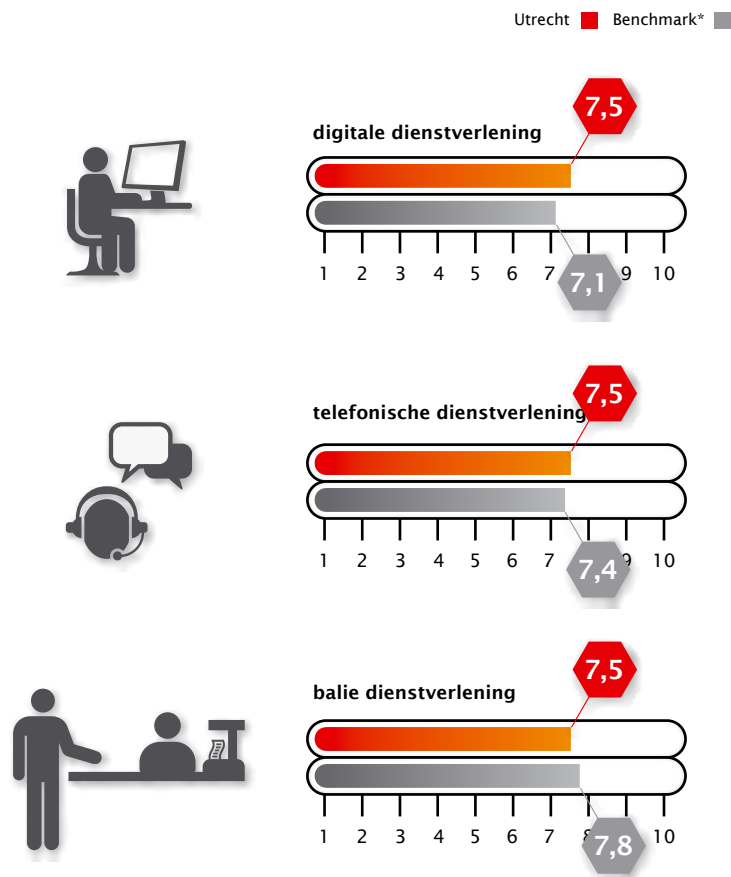 Utrecht Benchmark*
7,5
digitale dienstverlening
1 2 3 4 5 6 7 9 10
7,1
7,5
telefonische dienstverlening
1 2 3 4 5 6 7 9 10
7,4
7,5
balie dienstverlening
1 2 3 4 5 6 7 8 10
7,8